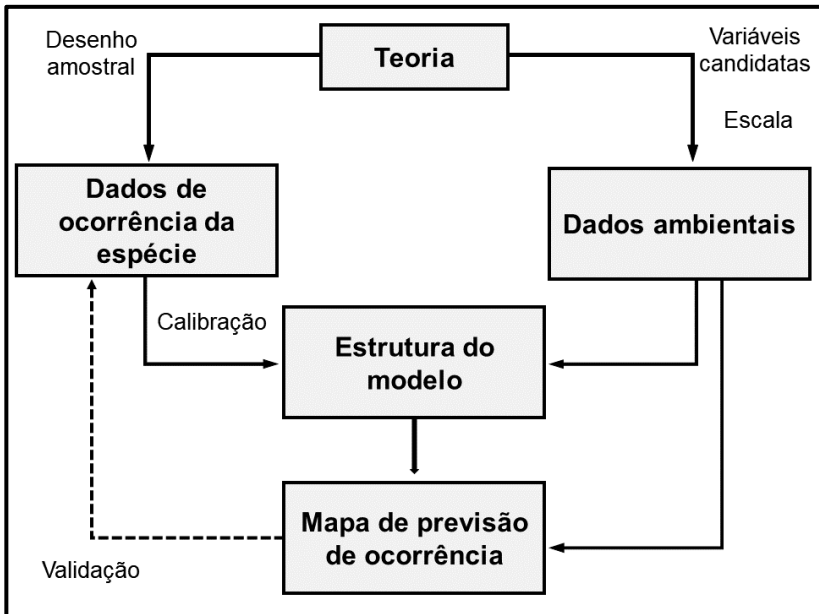 Desenho
amostral
Teoria
Variáveis
candidatas
Escala
Dados de
ocorrência da
espécie
Dados ambientais
Calibração
Estrutura do
modelo
Mapa de previsão
de ocorrência
Validação